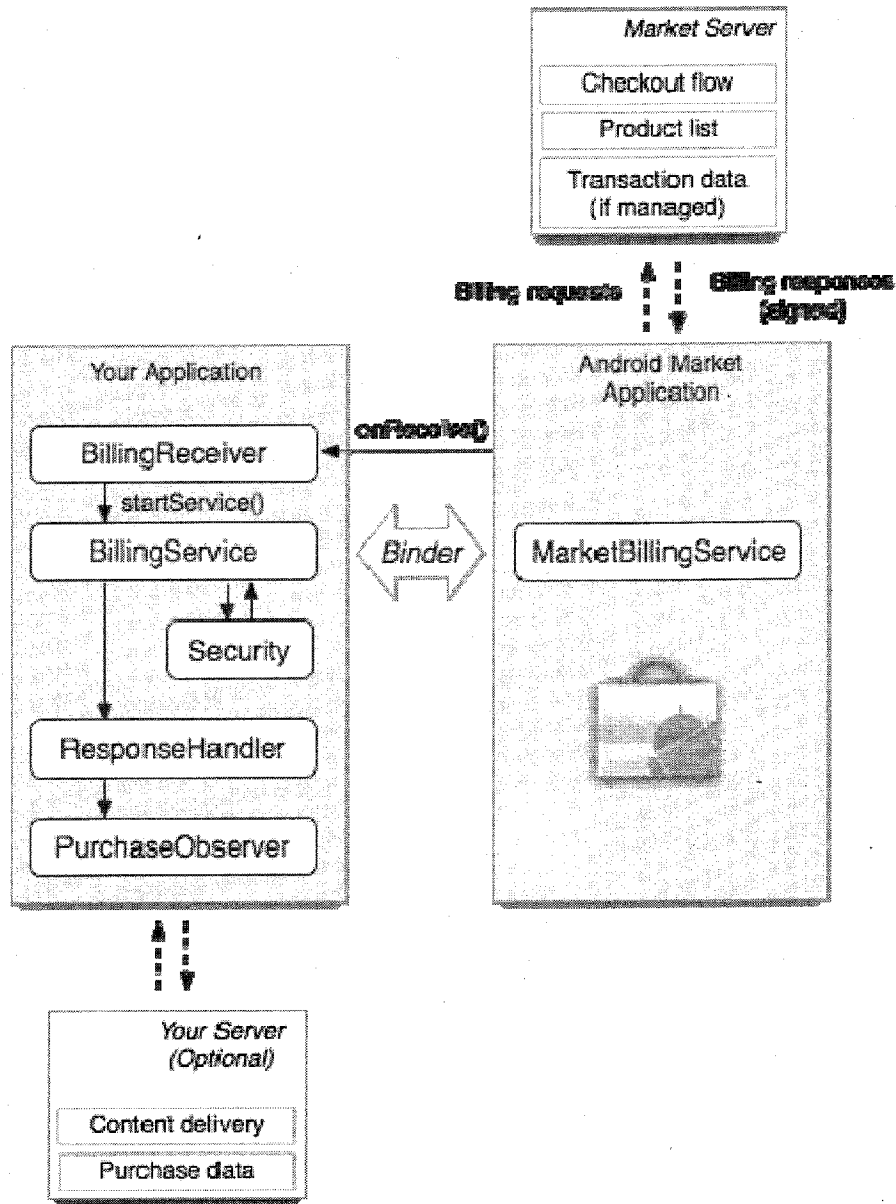 Market Server
Checkout flow
Product list
Transaction data
(if managed)
Billing requests
Billing responses
(signed)
Your Application
Android Market
Application
onReceive()
BillingReceiver
startService()
BillingService
Binder
MarketBillingService
Security
ResponseHandler
PurchaseObserver
Your Server
(Optional)
Content delivery
Purchase data